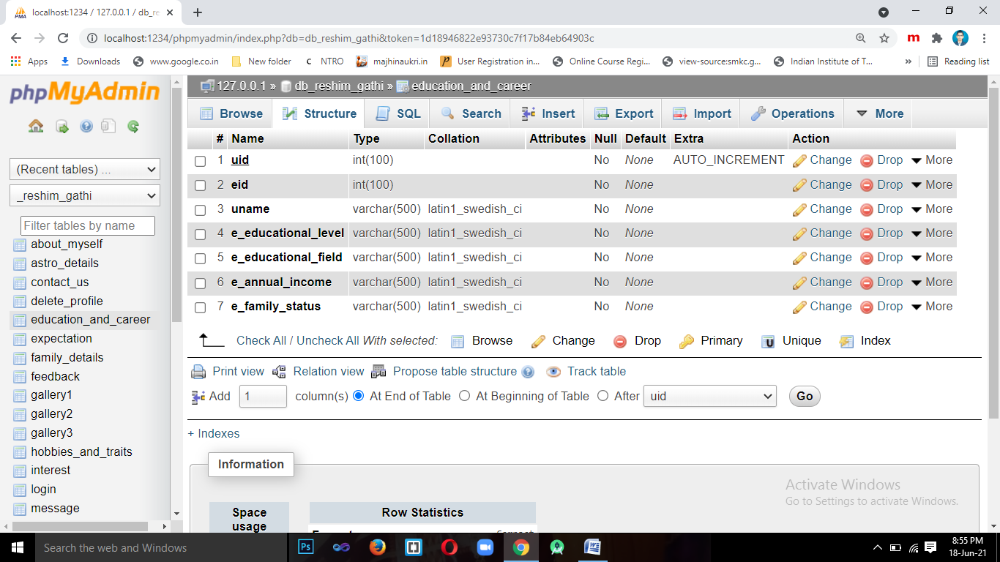 localhost:1234 / 127.0.0.1 / db_re
localhost:1234/phpmyadmin/index.php?db=db_reshim_gathi&token=1d18946822e93730c7f17b84eb64903c
Apps Downloads www.google.co.in New folder NTRO majhinaukri.in User Registration in... Online Course Regi... view-source:smkc.g... Indian Institute of T... » Reading list
phpMyAdmin
(Recent tables) ...
_reshim_gathi
Filter tables by name
about_myself
astro_details
contact_us
delete_profile
education_and_career
expectation
family_details
feedback
gallery1
gallery2
gallery3
hobbies_and_traits
interest
login
message
127.0.0.1 » db_reshim_gathi » education_and_career
Browse Structure SQL Search Insert Export Import Operations More
# Name Type Collation Attributes Null Default Extra Action
1 uid int(100) No None AUTO_INCREMENT Change Drop More
2 eid int(100) No None Change Drop More
3 uname varchar(500) latin1_swedish_ci No None Change Drop More
4 e_educational_level varchar(500) latin1_swedish_ci No None Change Drop More
5 e_educational_field varchar(500) latin1_swedish_ci No None Change Drop More
6 e_annual_income varchar(500) latin1_swedish_ci No None Change Drop More
7 e_family_status varchar(500) latin1_swedish_ci No None Change Drop More
Check All / Uncheck All With selected: Browse Change Drop Primary Unique Index
Print view Relation view Propose table structure Track table
Add 1 column(s) At End of Table At Beginning of Table After uid Go
+ Indexes
Information
Space usage
Row Statistics
Activate Windows
Go to Settings to activate Windows.
Search the web and Windows
8:55 PM
18-Jun-21